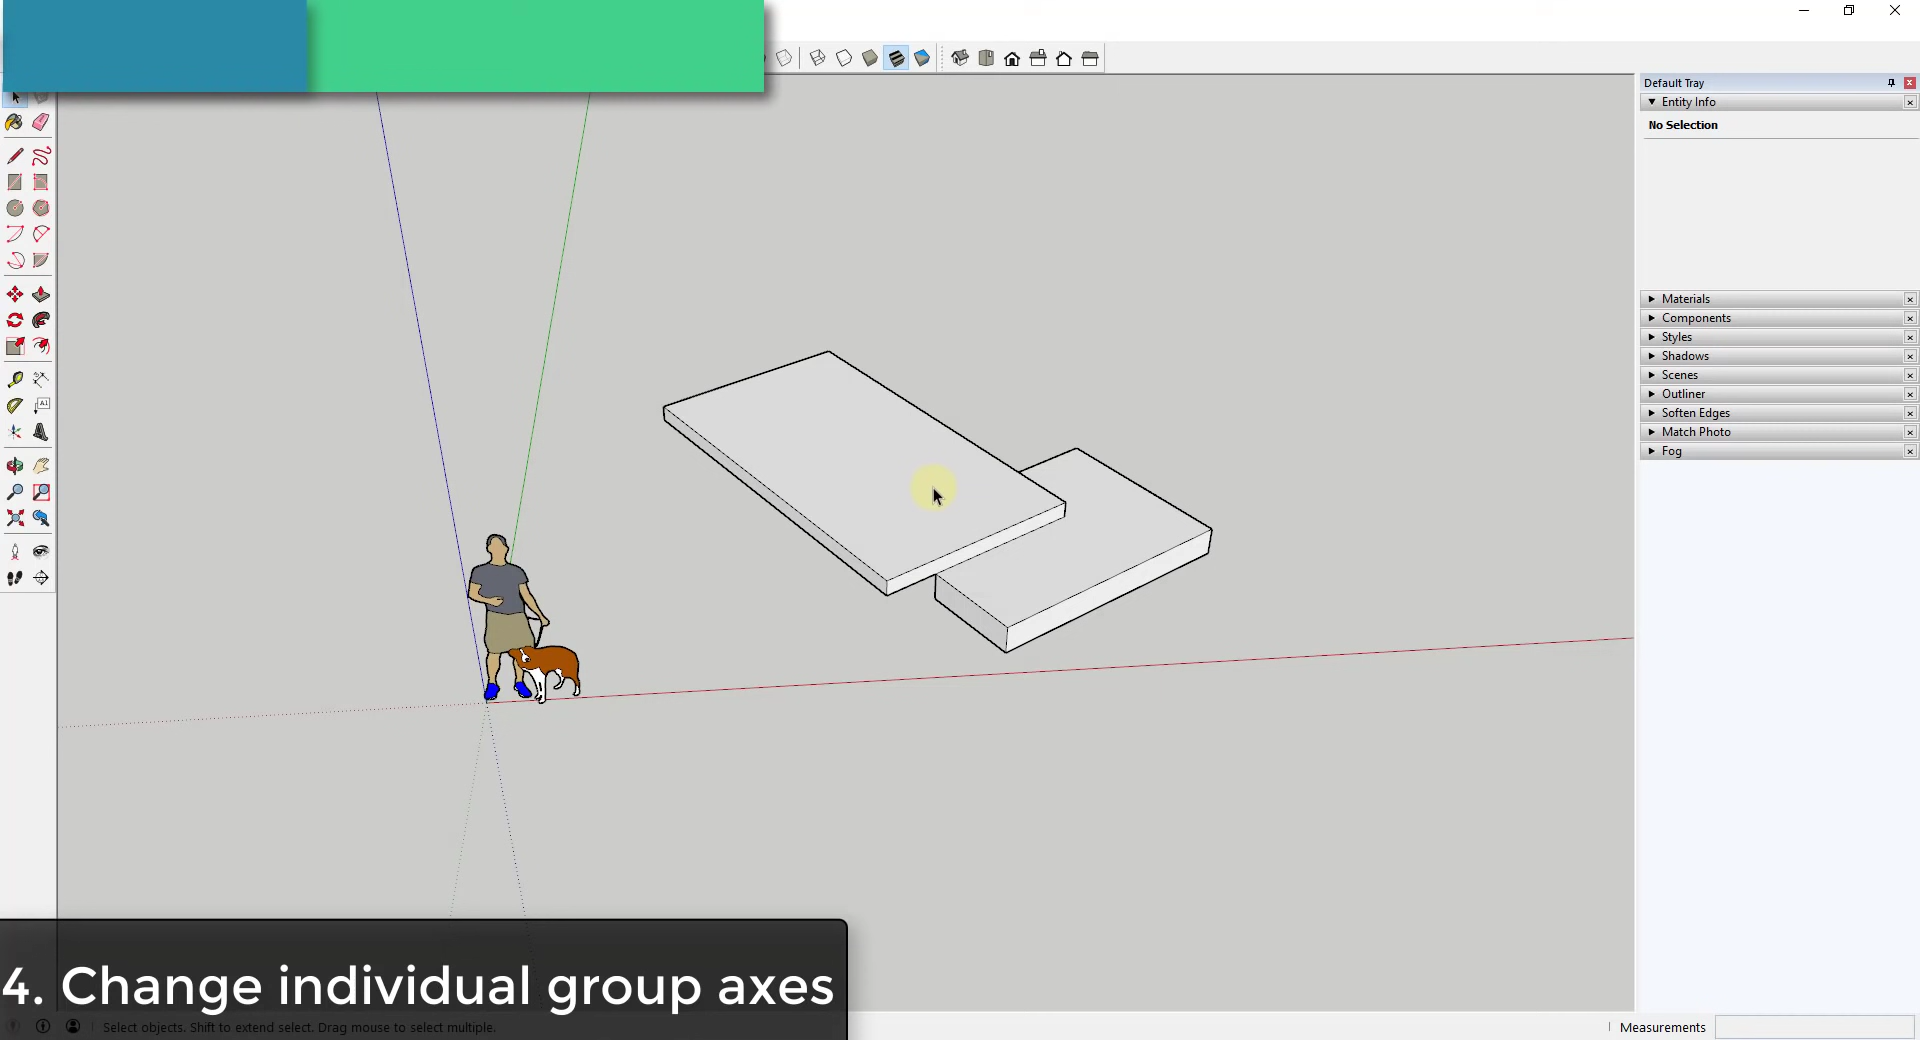 Default Tray
Entity Info
No Selection
Materials
Components
Styles
Shadows
Scenes
Outliner
Soften Edges
Match Photo
Fog
4. Change individual group axes
Select objects. Shift to extend select. Drag mouse to select multiple.
Measurements